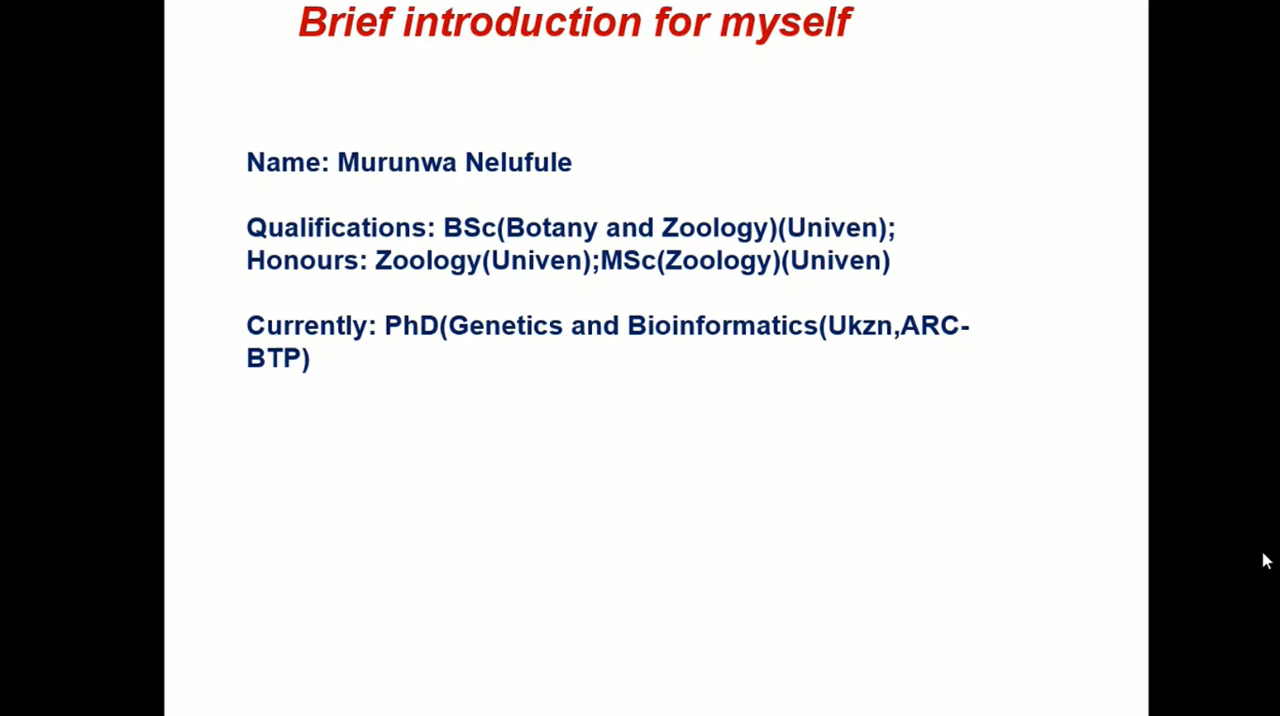 Brief introduction for myself
Name: Murunwa Nelufule
Qualifications: BSc(Botany and Zoology)(Univen);
Honours: Zoology(Univen);MSc(Zoology)(Univen)
Currently: PhD(Genetics and Bioinformatics(Ukzn,ARC-
BTP)